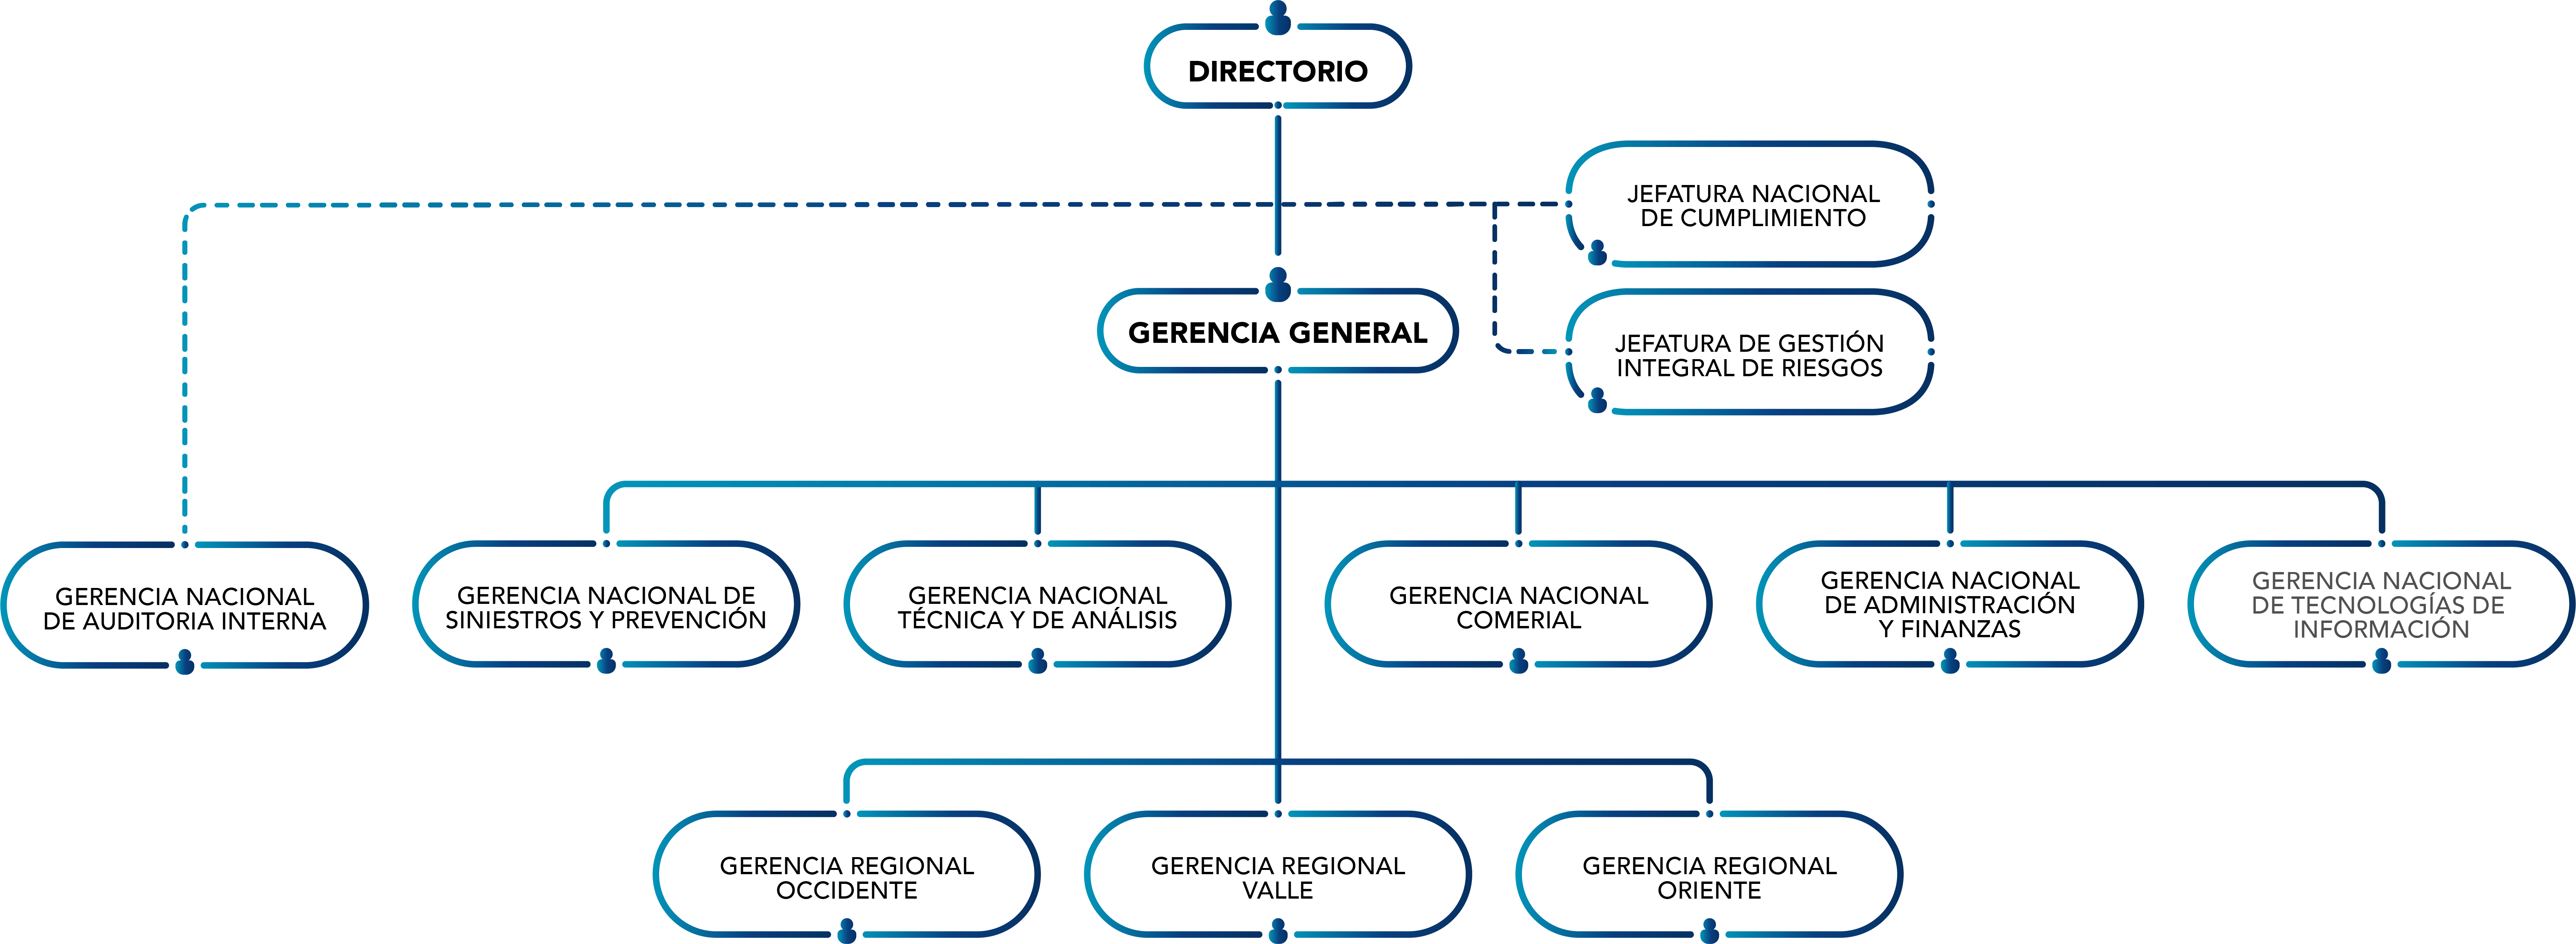 DIRECTORIO
JEFATURA NACIONAL
DE CUMPLIMIENTO
GERENCIA GENERAL
JEFATURA DE GESTIÓN
INTEGRAL DE RIESGOS
GERENCIA NACIONAL
DE AUDITORIA INTERNA
GERENCIA NACIONAL DE
SINIESTROS Y PREVENCIÓN
GERENCIA NACIONAL
TÉCNICA Y DE ANÁLISIS
GERENCIA NACIONAL
COMERIAL
GERENCIA NACIONAL
DE ADMINISTRACIÓN
Y FINANZAS
GERENCIA NACIONAL
DE TECNOLOGÍAS DE
INFORMACIÓN
GERENCIA REGIONAL
OCCIDENTE
GERENCIA REGIONAL
VALLE
GERENCIA REGIONAL
ORIENTE